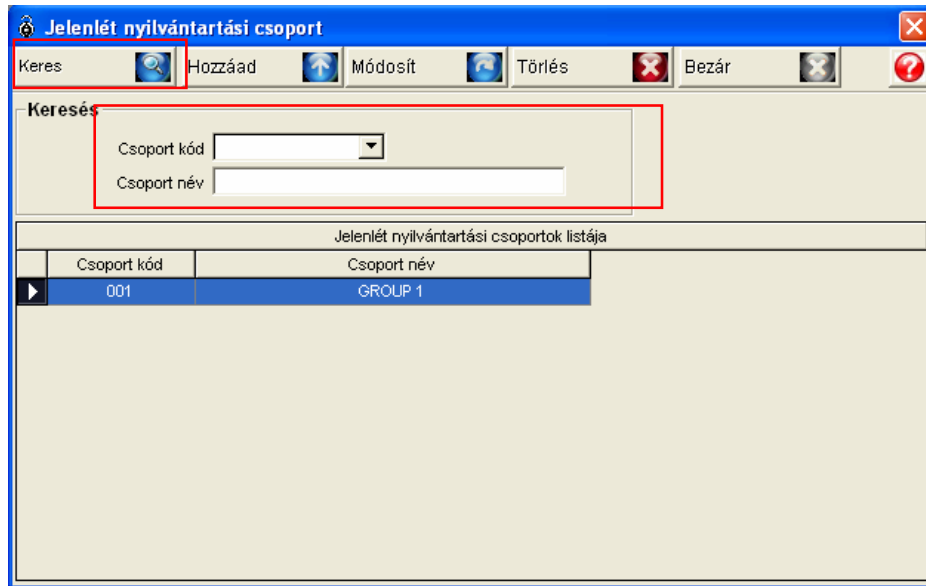 Jelenlét nyilvántartási csoport
Keres Hozzáad Módosít Törlés Bezár ?
Keresés
Csoport kód
Csoport név
Jelenlét nyilvántartási csoportok listája
Csoport kód Csoport név
001 GROUP 1